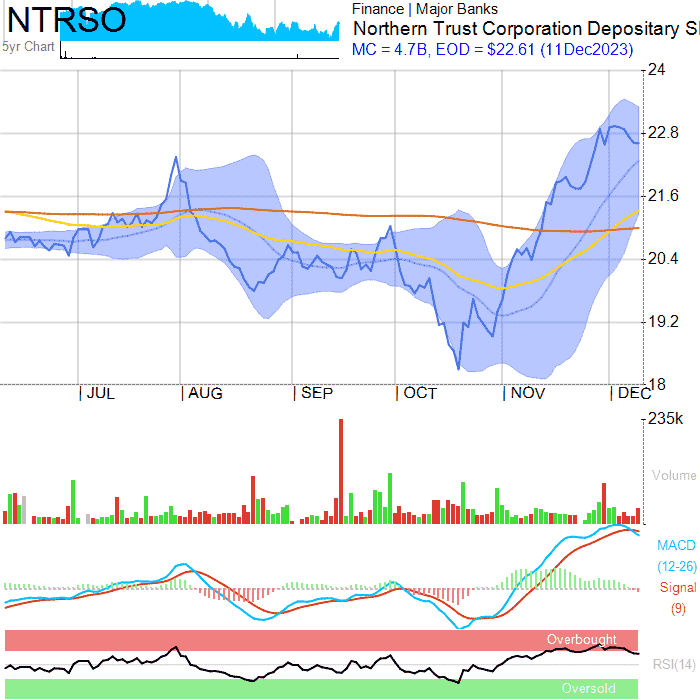 NTRSO
5yr Chart
Finance | Major Banks
Northern Trust Corporation Depositary S
MC = 4.7B, EOD = $22.61 (11Dec2023)
24
22.8
21.6
20.4
19.2
18
JUL AUG SEP OCT NOV DEC
235k
Volume
MACD
(12-26)
Signal
(9)
Overbought
RSI(14)
Oversold